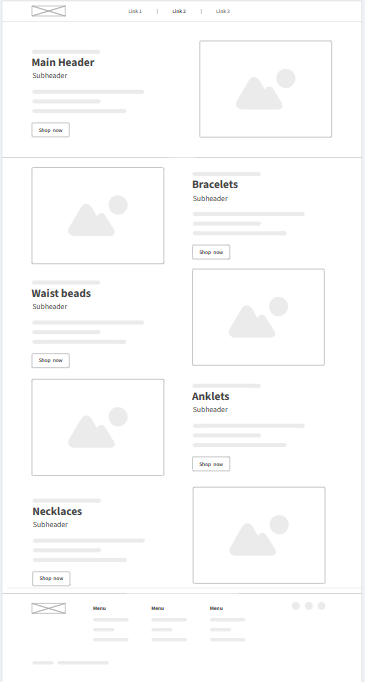 Link 1 | Link 2 | Link 3
Main Header
Subheader
Shop now
Bracelets
Subheader
Shop now
Waist beads
Subheader
Shop now
Anklets
Subheader
Shop now
Necklaces
Subheader
Shop now
Menu Menu Menu